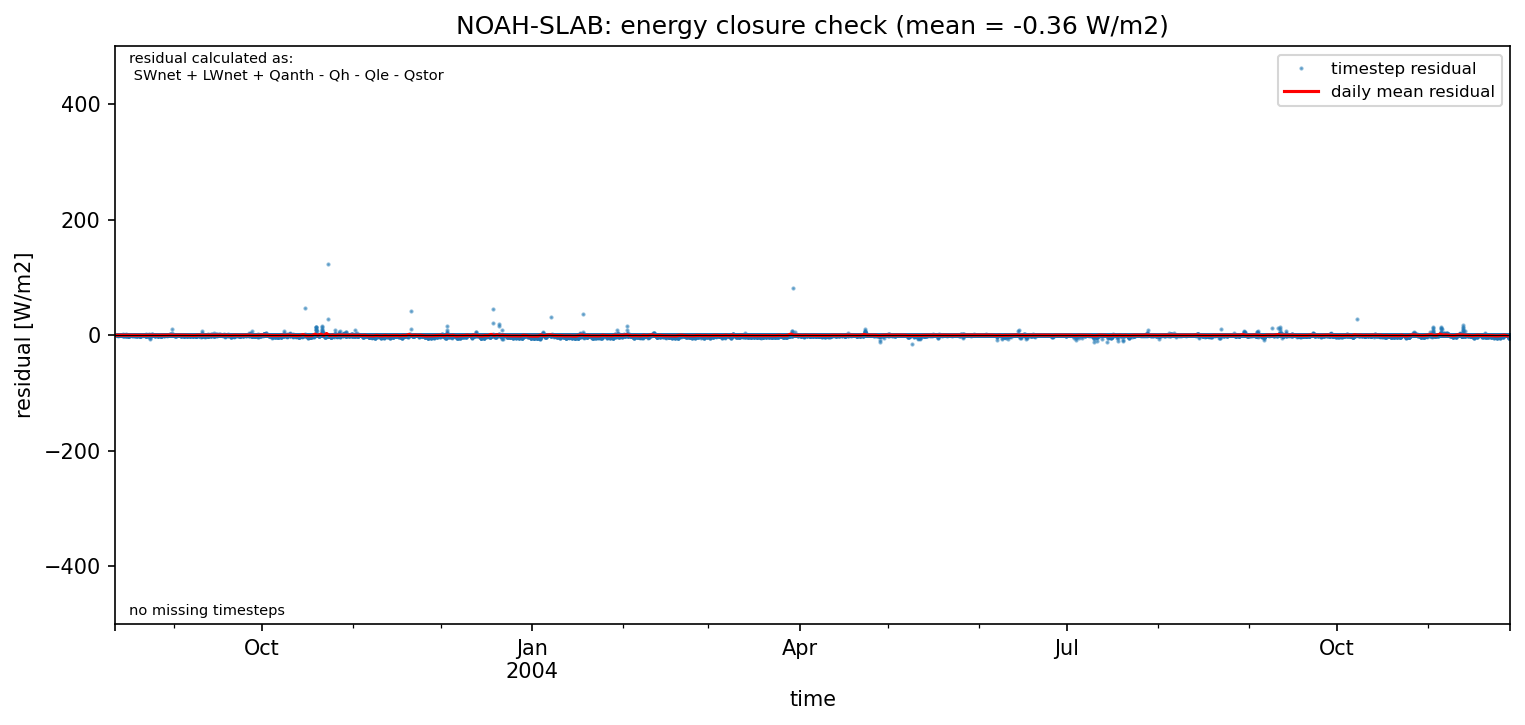 NOAH-SLAB: energy closure check (mean = -0.36 W/m2)
residual calculated as:
SWnet + LWnet + Qanth - Qh - Qle - Qstor
timestep residual
daily mean residual
400
200
0
−200
−400
residual [W/m2]
no missing timesteps
Oct
Jan
2004
Apr
Jul
Oct
time